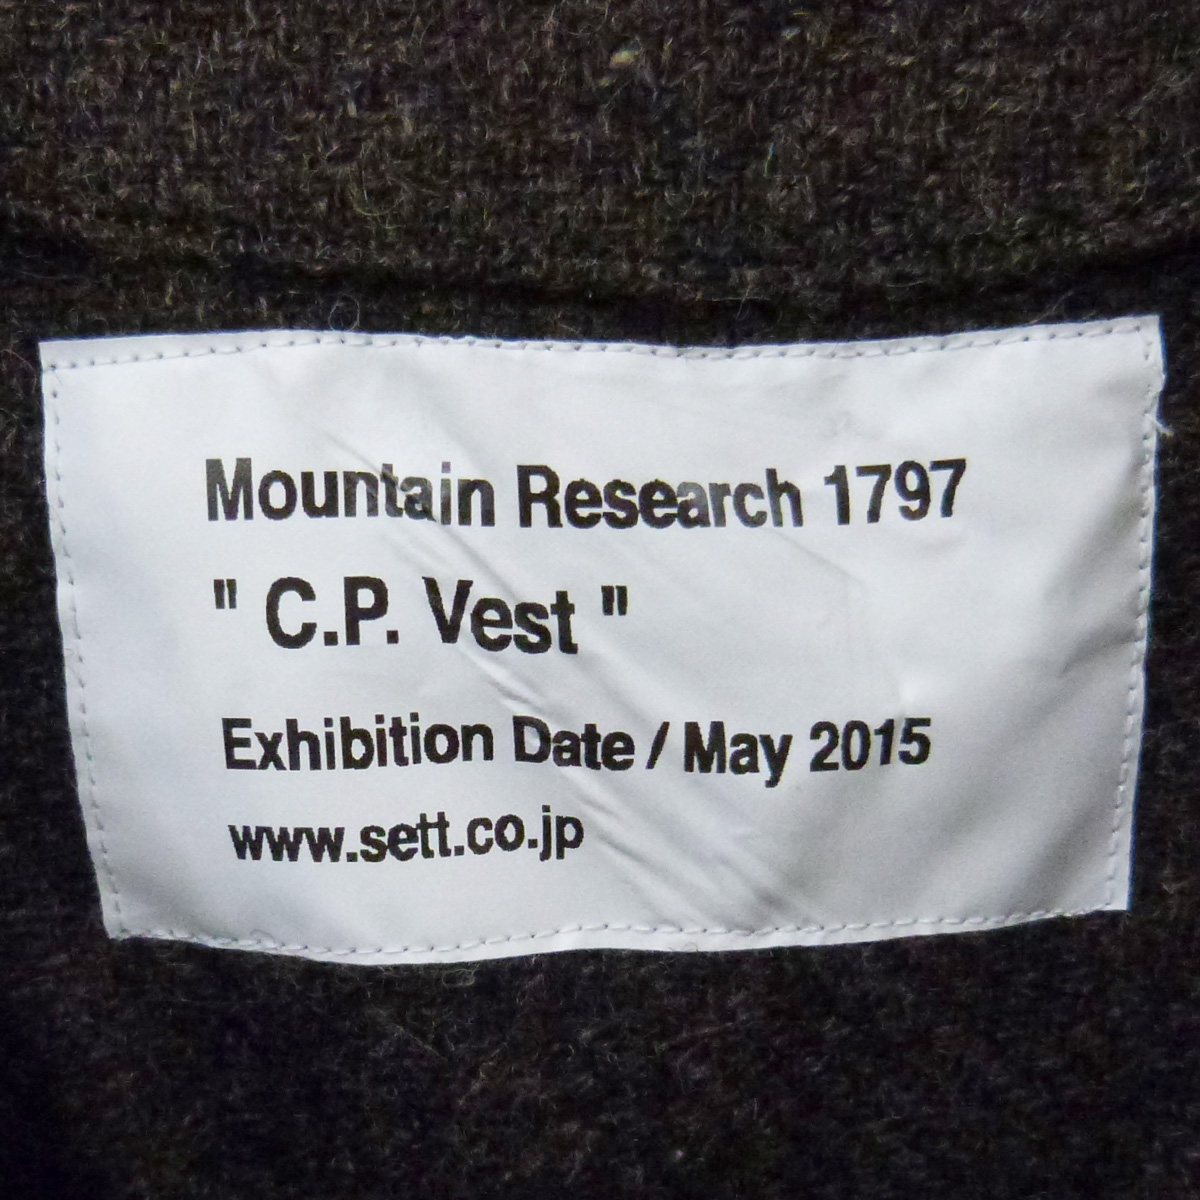 Mountain Research 1797
" C.P. Vest "
Exhibition Date / May 2015
www.sett.co.jp